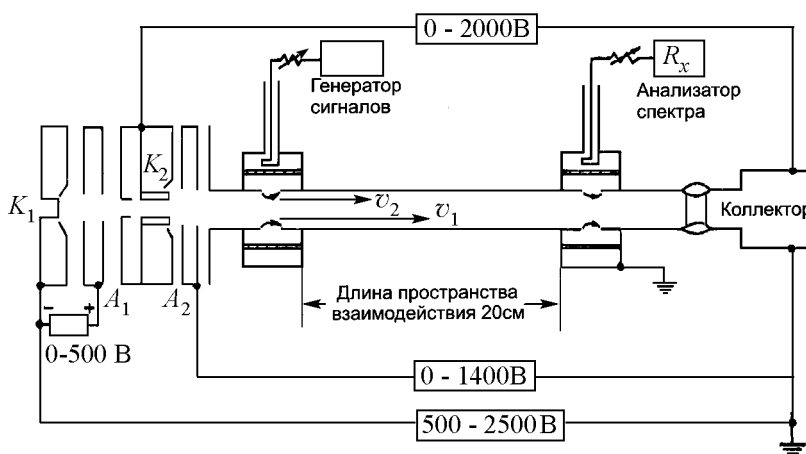 0 - 2000В
Генератор
сигналов
R_x
Анализатор
спектра
K_2
K_1
v_2
v_1
Коллектор
Длина пространства
взаимодействия 20см
- +
A_1
A_2
0-500 В
0 - 1400В
500 - 2500В